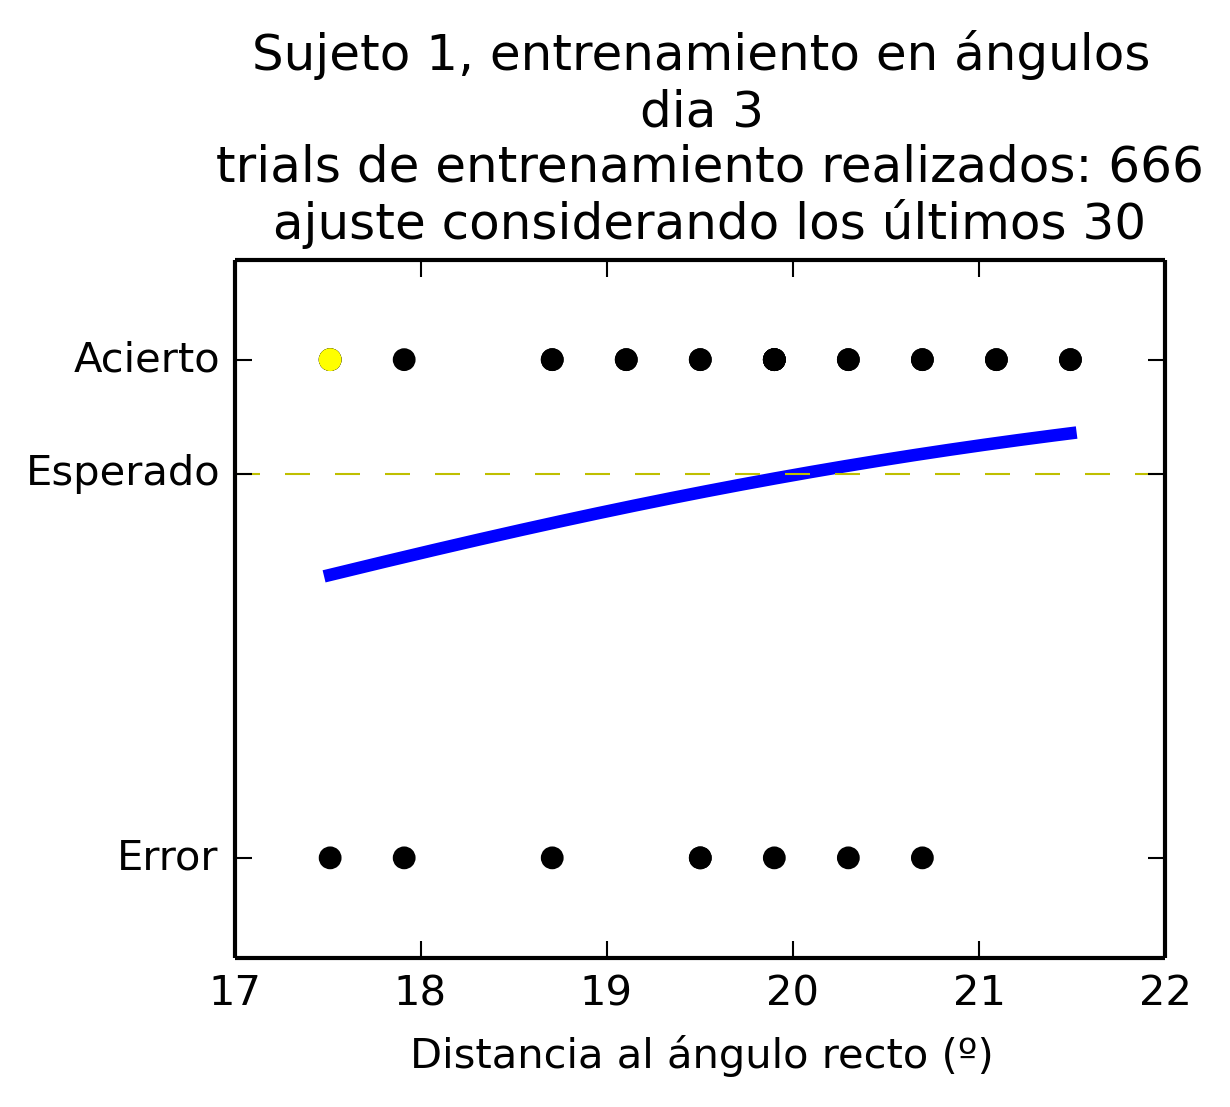 Sujeto 1, entrenamiento en ángulos
dia 3
trials de entrenamiento realizados: 666
ajuste considerando los últimos 30
Acierto
Esperado
Error
17 18 19 20 21 22
Distancia al ángulo recto (º)